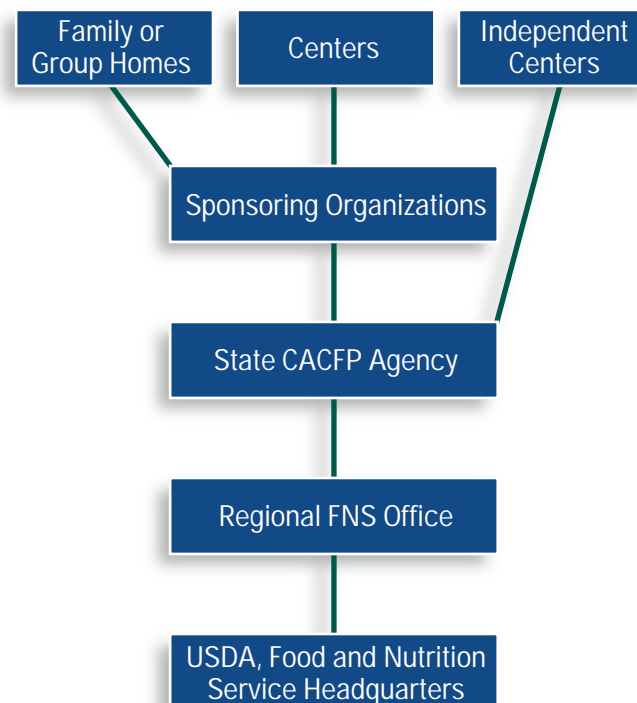 Family or
Group Homes
Centers
Independent
Centers
Sponsoring Organizations
State CACFP Agency
Regional FNS Office
USDA, Food and Nutrition
Service Headquarters